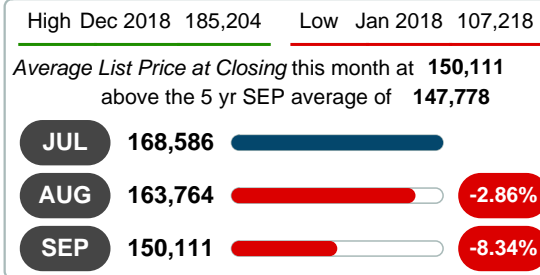 High Dec 2018 185,204 Low Jan 2018 107,218
Average List Price at Closing this month at 150,111
above the 5 yr SEP average of 147,778
JUL 168,586
AUG 163,764 -2.86%
SEP 150,111 -8.34%